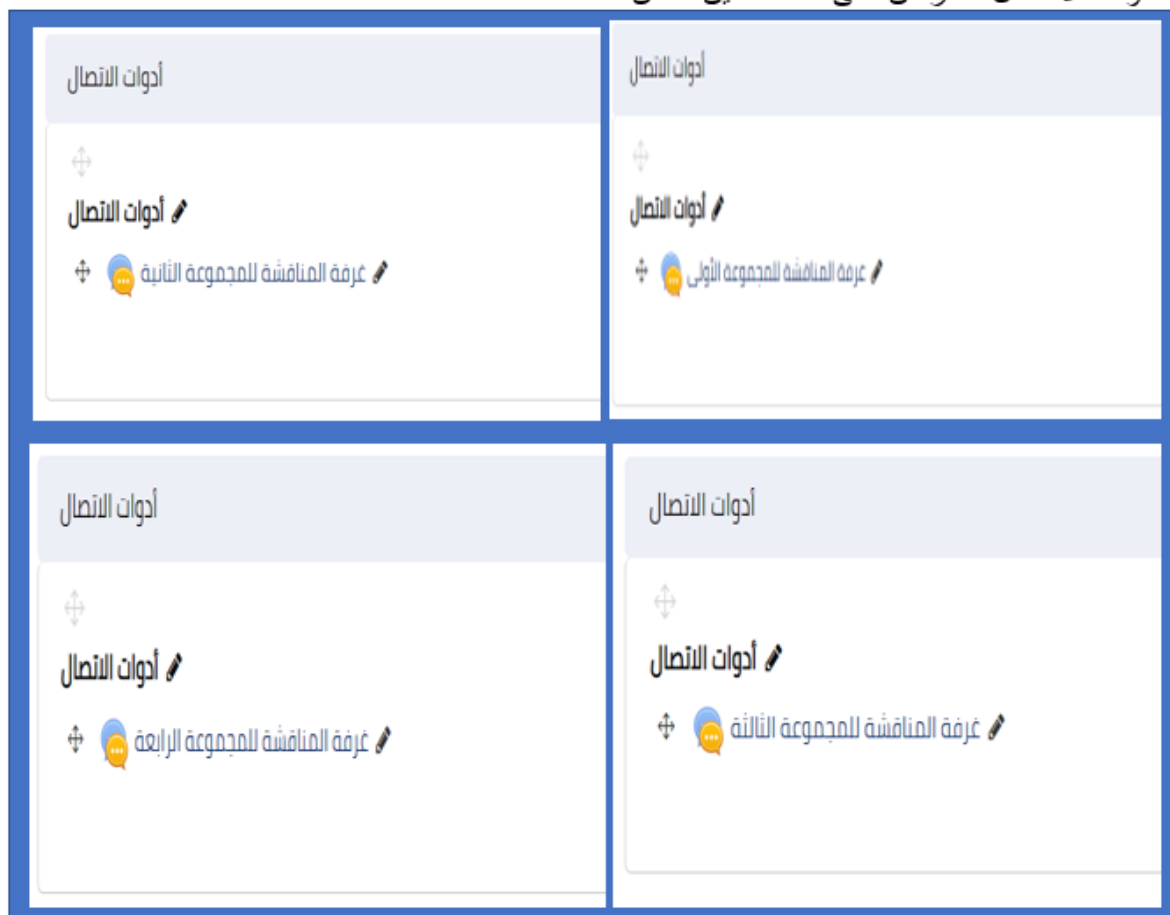 أدوات الاتصال
أدوات الاتصال
غرفة المناقشة للمجموعة الأولى
أدوات الاتصال
أدوات الاتصال
غرفة المناقشة للمجموعة الثانية
أدوات الاتصال
أدوات الاتصال
غرفة المناقشة للمجموعة الثالثة
أدوات الاتصال
أدوات الاتصال
غرفة المناقشة للمجموعة الرابعة